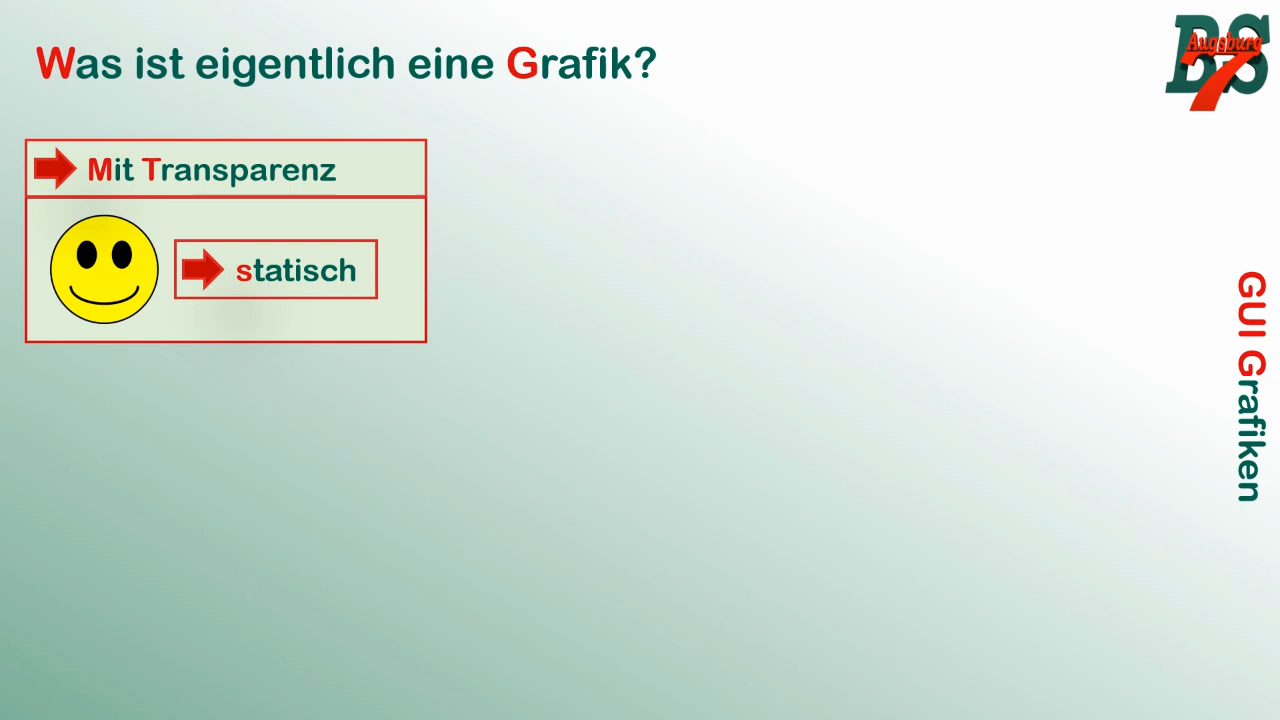 Was ist eigentlich eine Grafik?
BS
Augsburg
7
Mit Transparenz
statisch
GUI Grafiken